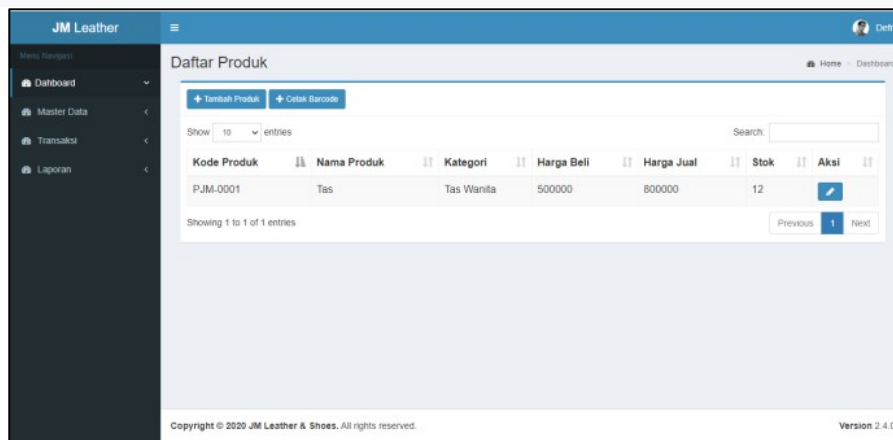 JM Leather
Defi
Menu Navigasi
Daftar Produk
Home
Dahboard
Tambah Produk Cetak Barcode
Master Data
Show 10 entries Search:
Transaksi
Kode Produk Nama Produk Kategori Harga Beli Harga Jual Stok Aksi
Laporan
PJM-0001 Tas Tas Wanita 500000 800000 12
Showing 1 to 1 of 1 entries Previous 1 Next
Copyright © 2020 JM Leather & Shoes. All rights reserved. Version 2.4.